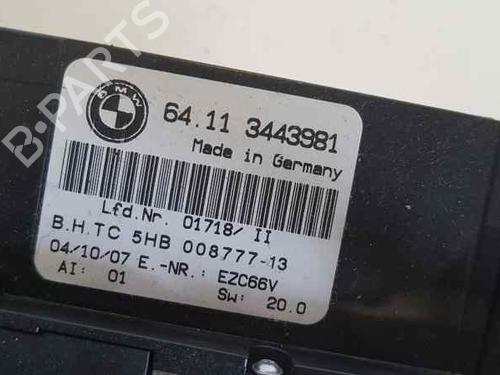 BMW
64.11 3443981
Made in Germany
Lfd.Nr. 01718/ II
B.H.TC 5HB 008777-13
04/10/07 E.-NR.: EZC66V
AI: 01 SW: 20.0
B-PARTS